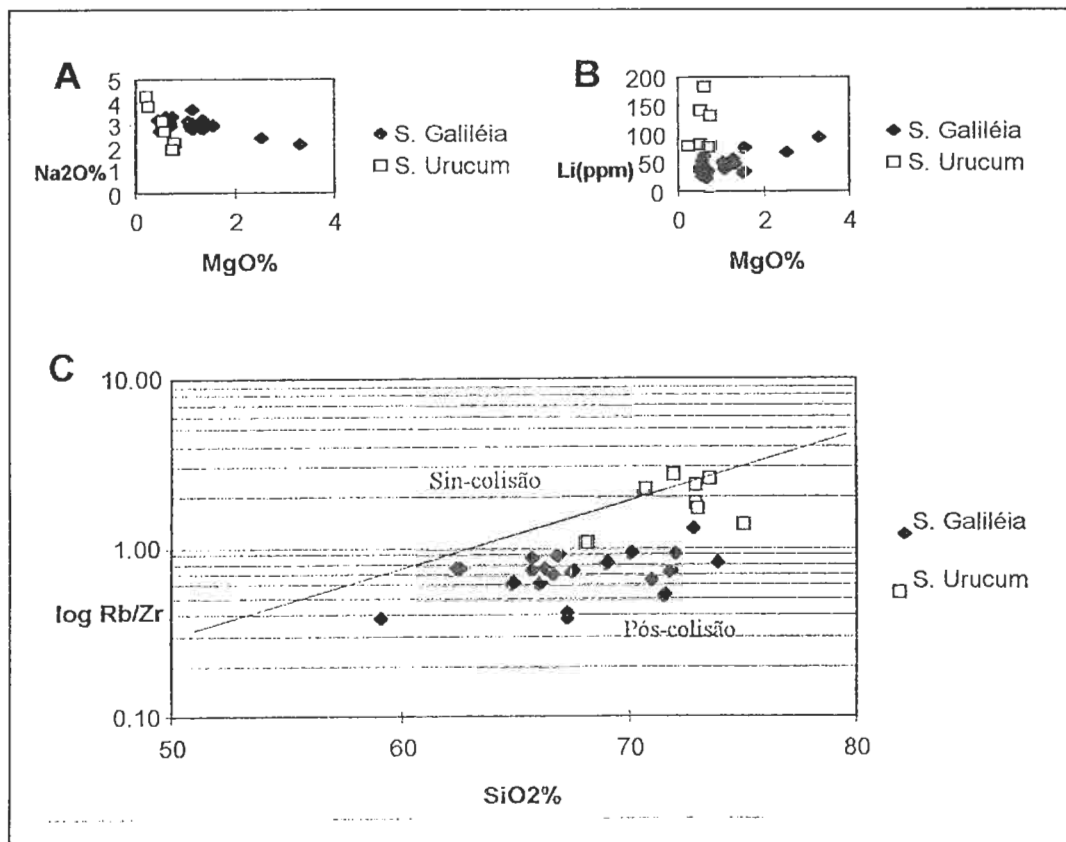 A
5
4
3
2
1
0
Na2O%
0 2 4
MgO%
S. Galiléia
S. Urucum
B
200
150
100
50
0
Li(ppm)
0 2 4
MgO%
S. Galiléia
S. Urucum
C
10.00
1.00
0.10
log Rb/Zr
Sin-colisão
Pós-colisão
50 60 70 80
SiO2%
S. Galiléia
S. Urucum